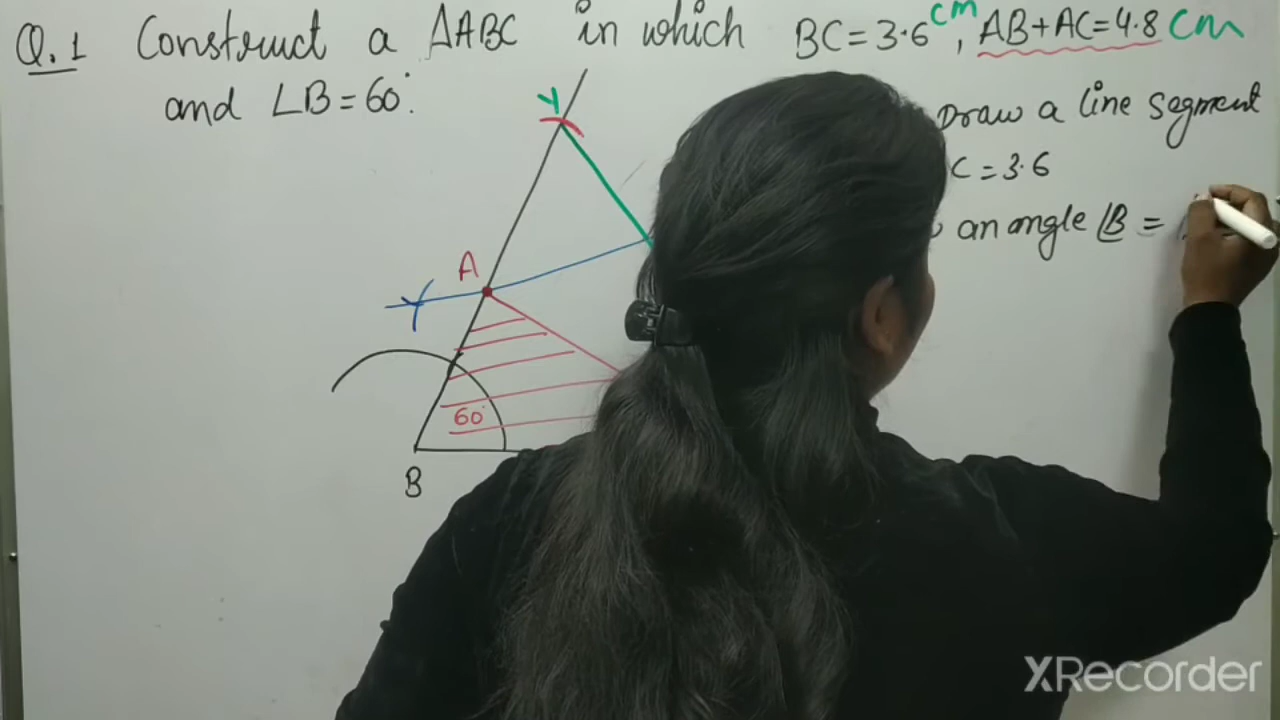 Q.1 Construct a ΔABC in which BC = 3.6 cm, AB+AC = 4.8 cm
and ∠B = 60°.
Draw a line segment
C = 3.6
an angle ∠B =
Y
A
60°
B
XRecorder